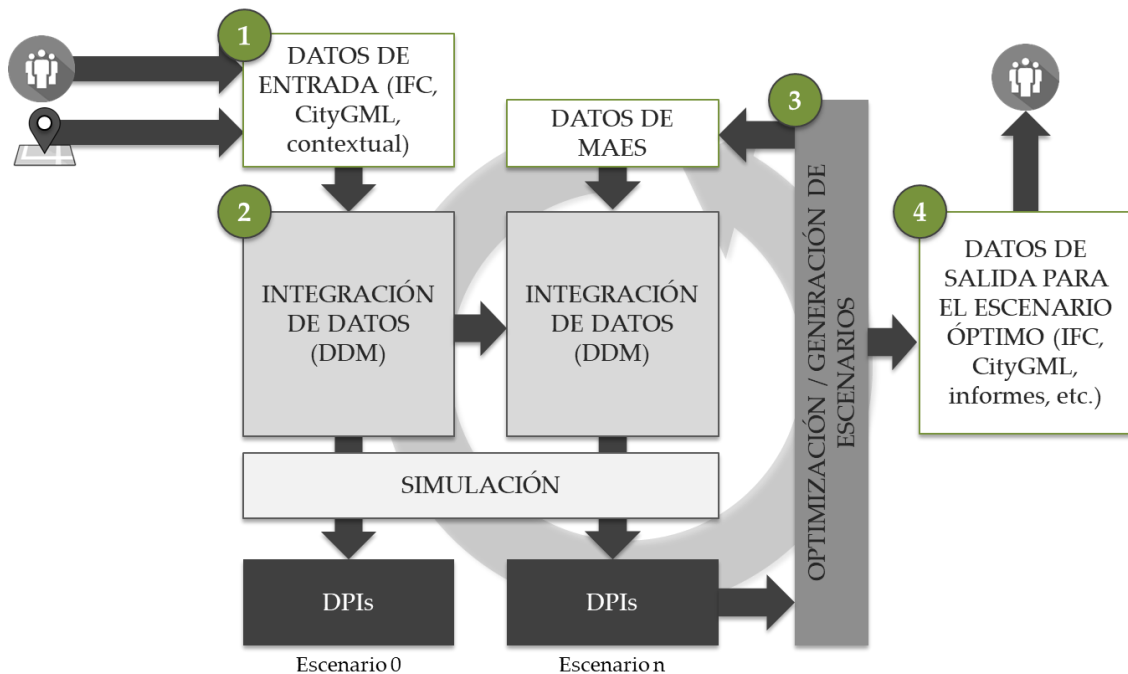 1
DATOS DE
ENTRADA (IFC,
CityGML,
contextual)
DATOS DE
MAES
3
2
INTEGRACIÓN
DE DATOS
(DDM)
INTEGRACIÓN
DE DATOS
(DDM)
SIMULACIÓN
DPIs
DPIs
Escenario 0
Escenario n
OPTIMIZACIÓN / GENERACIÓN DE
ESCENARIOS
4
DATOS DE
SALIDA PARA
EL ESCENARIO
ÓPTIMO (IFC,
CityGML,
informes, etc.)